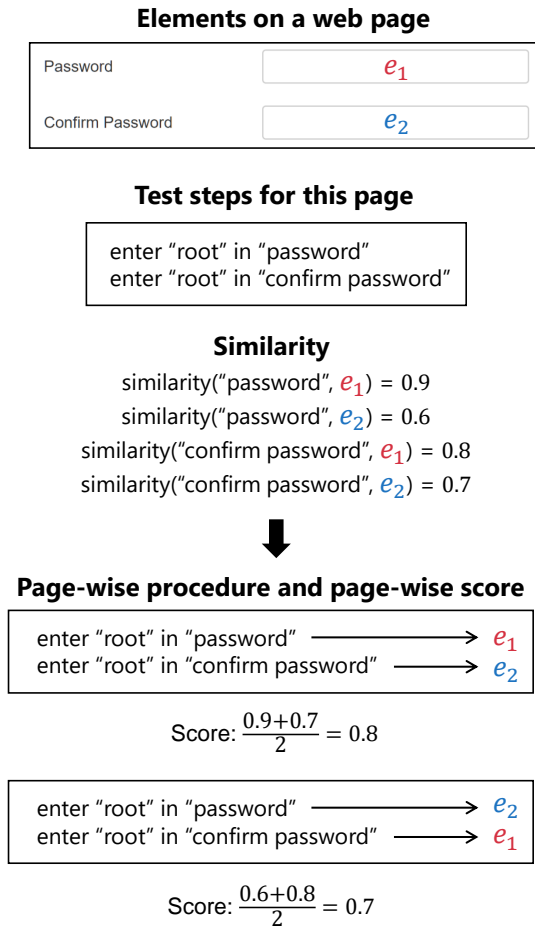 Elements on a web page
Password e₁
Confirm Password e₂
Test steps for this page
enter “root” in “password”
enter “root” in “confirm password”
Similarity
similarity(“password”, e₁) = 0.9
similarity(“password”, e₂) = 0.6
similarity(“confirm password”, e₁) = 0.8
similarity(“confirm password”, e₂) = 0.7
Page-wise procedure and page-wise score
enter “root” in “password” → e₁
enter “root” in “confirm password” → e₂
Score: (0.9+0.7)/2 = 0.8
enter “root” in “password” → e₂
enter “root” in “confirm password” → e₁
Score: (0.6+0.8)/2 = 0.7